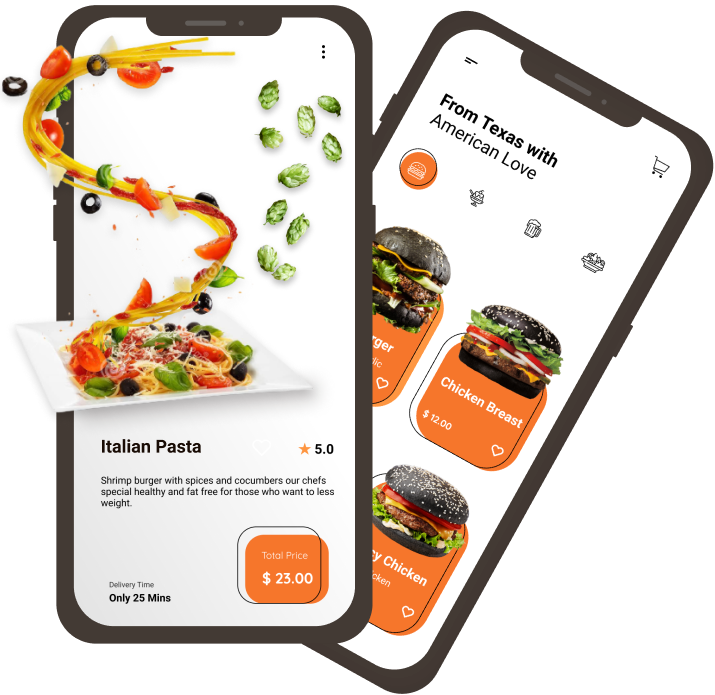 Italian Pasta
5.0
Shrimp burger with spices and cocumbers our chefs
special healthy and fat free for those who want to less
weight.
Total Price
$ 23.00
Delivery Time
Only 25 Mins
From Texas with
American Love
rger
Chicken Breast
$ 12.00
cy Chicken
cken